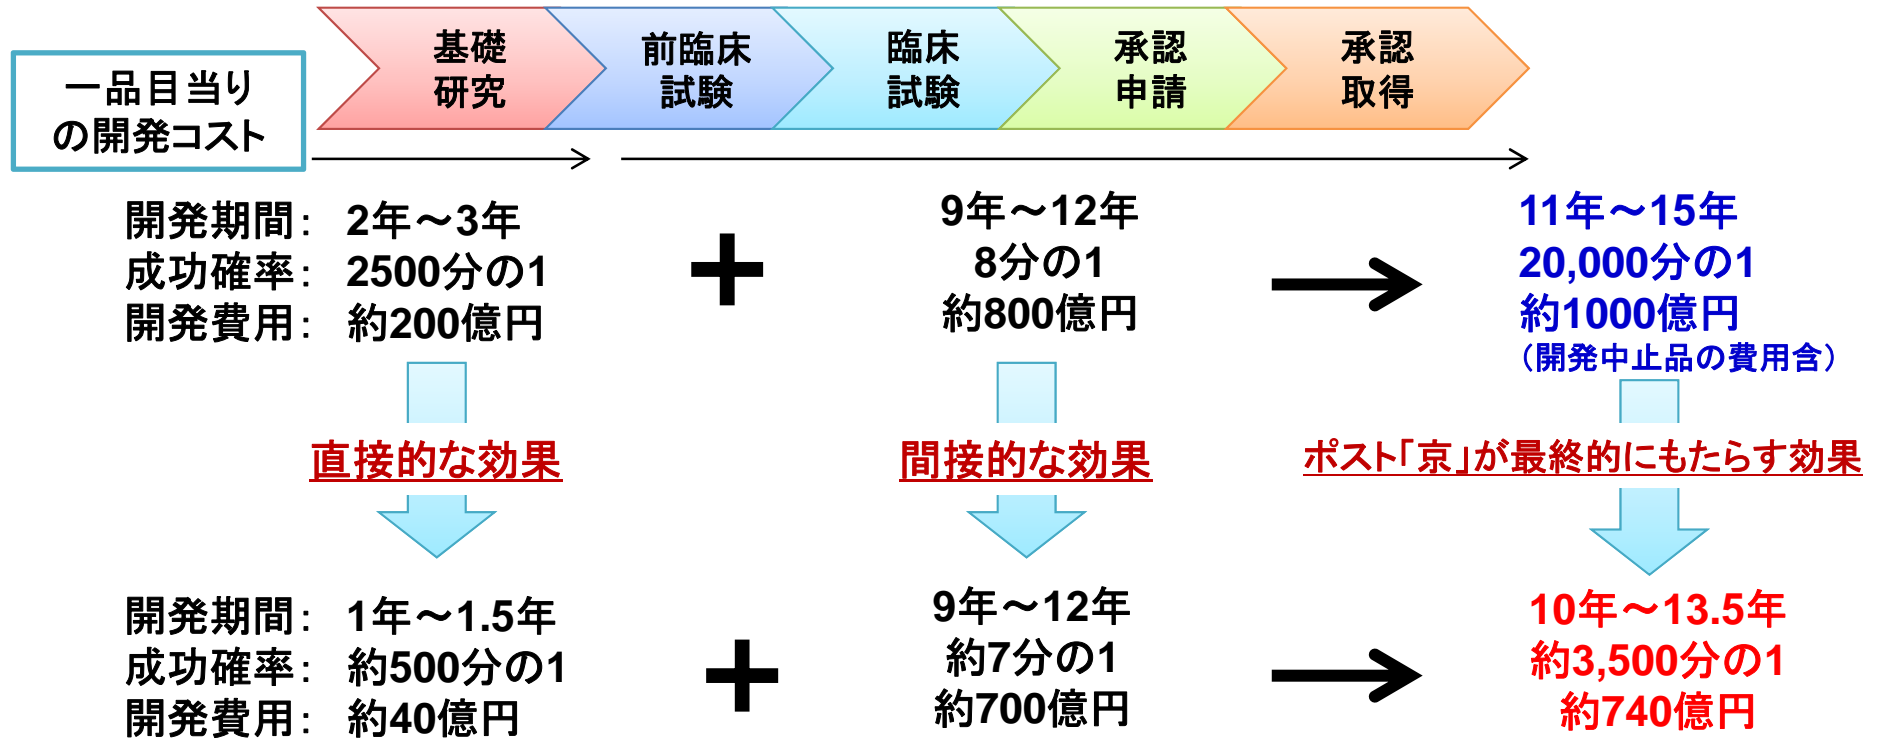 一品目当り
の開発コスト
基礎
研究
前臨床
試験
臨床
試験
承認
申請
承認
取得
開発期間： 2年～3年
成功確率： 2500分の1
開発費用： 約200億円
＋
9年～12年
8分の1
約800億円
11年～15年
20,000分の1
約1000億円
（開発中止品の費用含）
直接的な効果
間接的な効果
ポスト「京」が最終的にもたらす効果
開発期間： 1年～1.5年
成功確率： 約500分の1
開発費用： 約40億円
＋
9年～12年
約7分の1
約700億円
10年～13.5年
約3,500分の1
約740億円